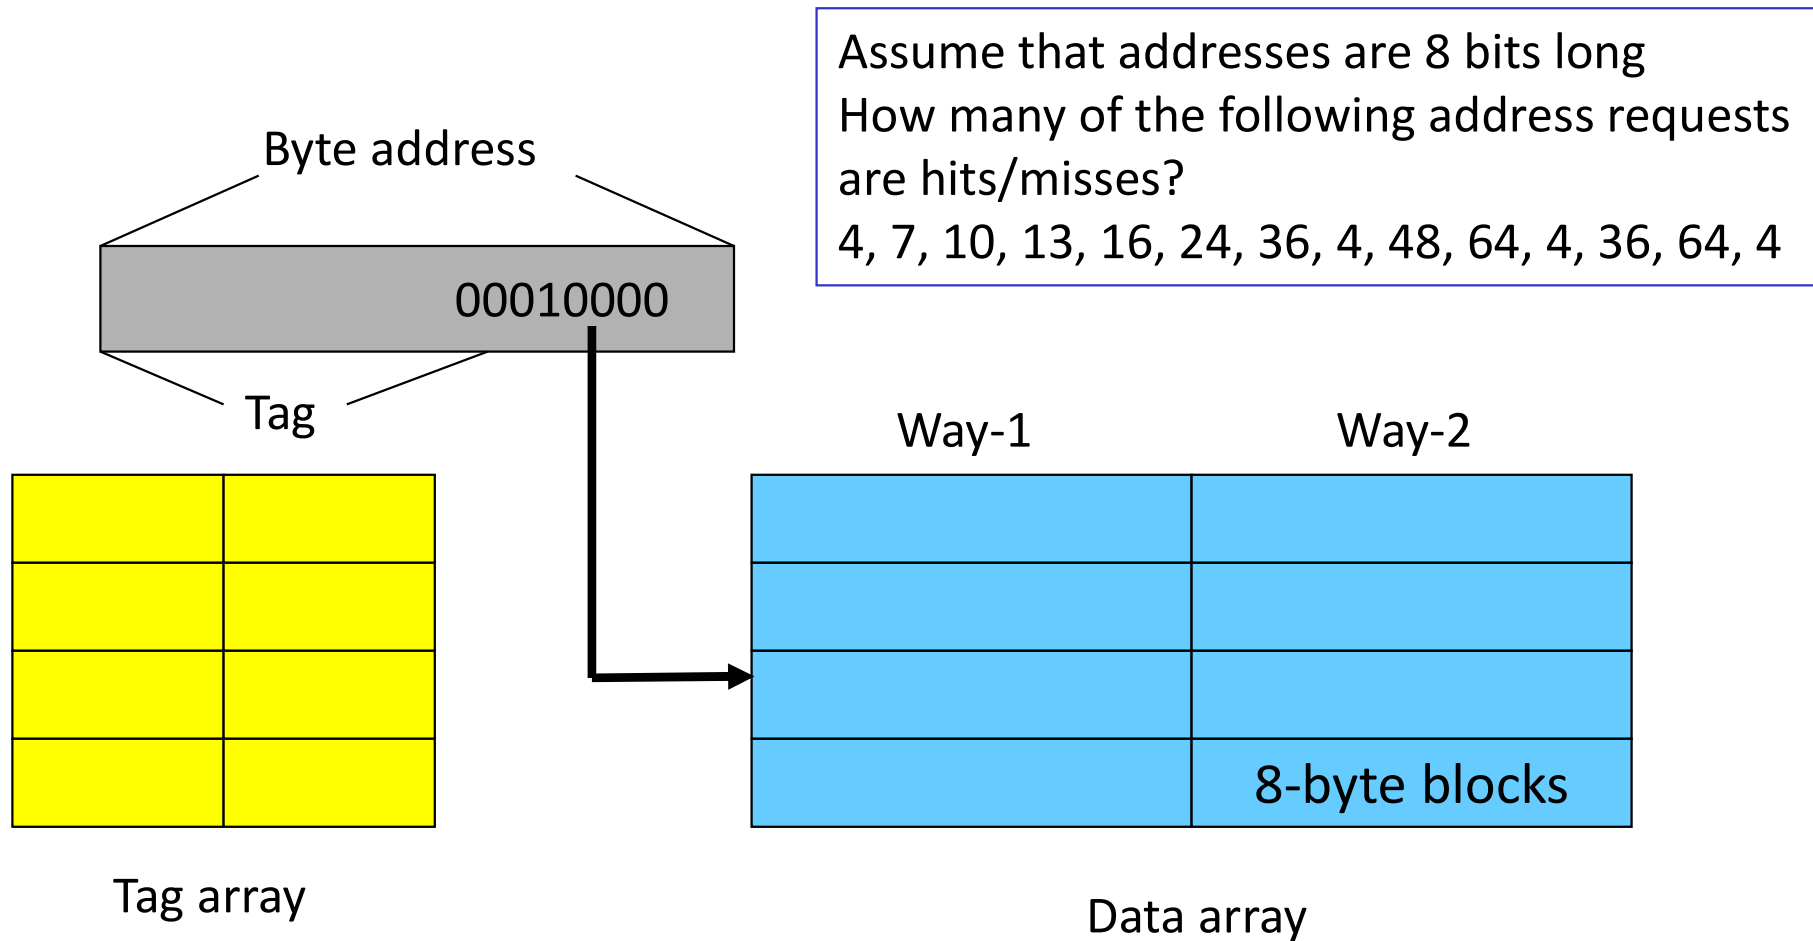 Assume that addresses are 8 bits long
How many of the following address requests
are hits/misses?
4, 7, 10, 13, 16, 24, 36, 4, 48, 64, 4, 36, 64, 4
Byte address
00010000
Tag
Way-1
Way-2
8-byte blocks
Tag array
Data array